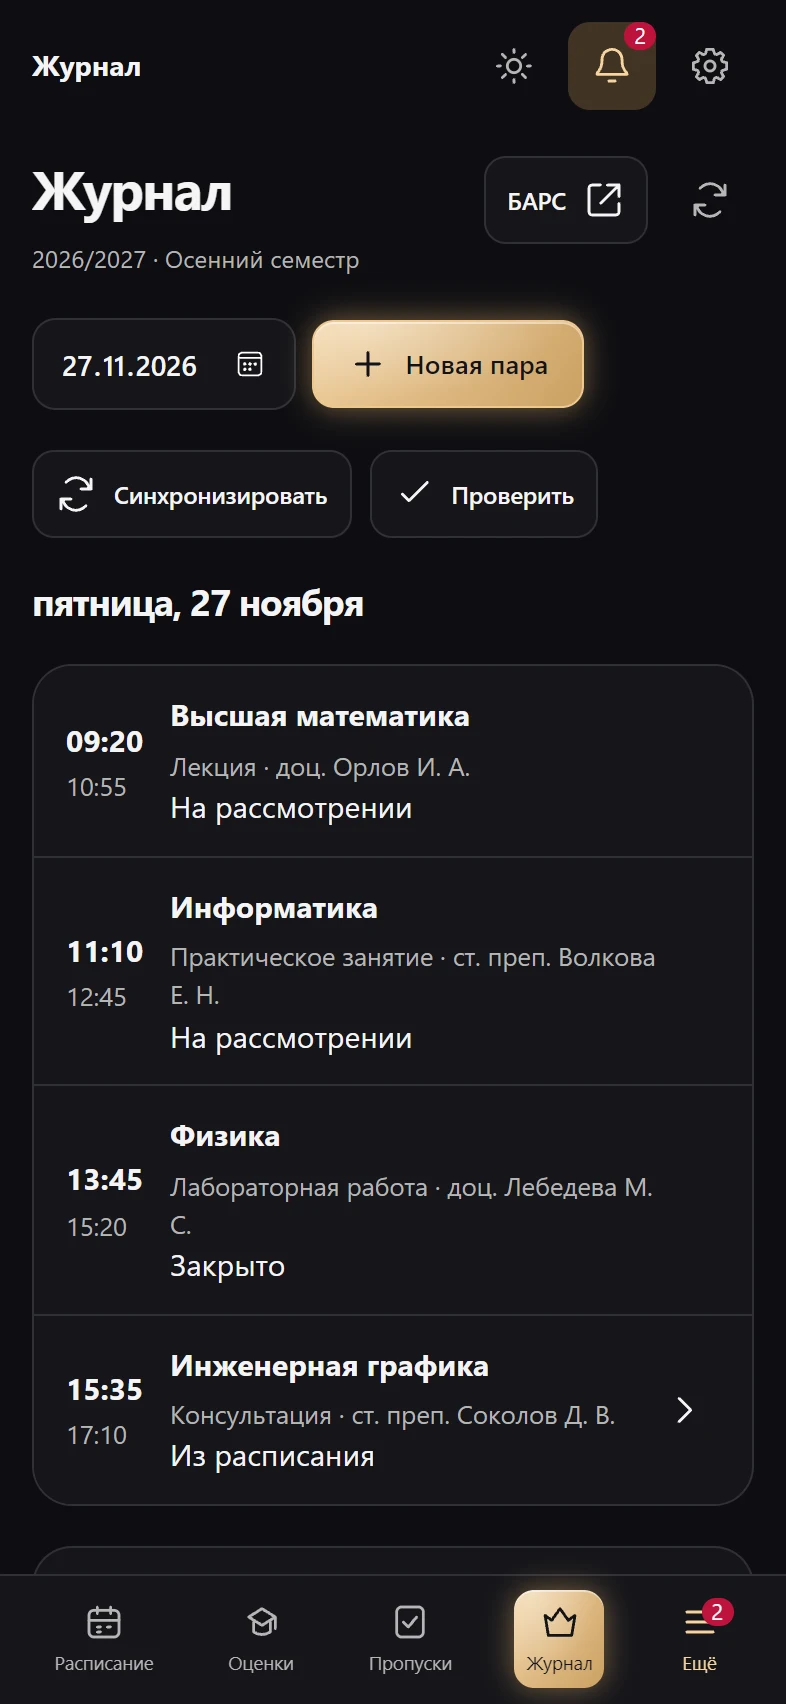 Журнал
2
Журнал
БАРС
2026/2027 · Осенний семестр
27.11.2026
Новая пара
Синхронизировать
Проверить
пятница, 27 ноября
09:20
10:55
Высшая математика
Лекция · доц. Орлов И. А.
На рассмотрении
11:10
12:45
Информатика
Практическое занятие · ст. преп. Волкова
Е. Н.
На рассмотрении
13:45
15:20
Физика
Лабораторная работа · доц. Лебедева М.
С.
Закрыто
15:35
17:10
Инженерная графика
Консультация · ст. преп. Соколов Д. В.
Из расписания
Расписание
Оценки
Пропуски
Журнал
2
Ещё